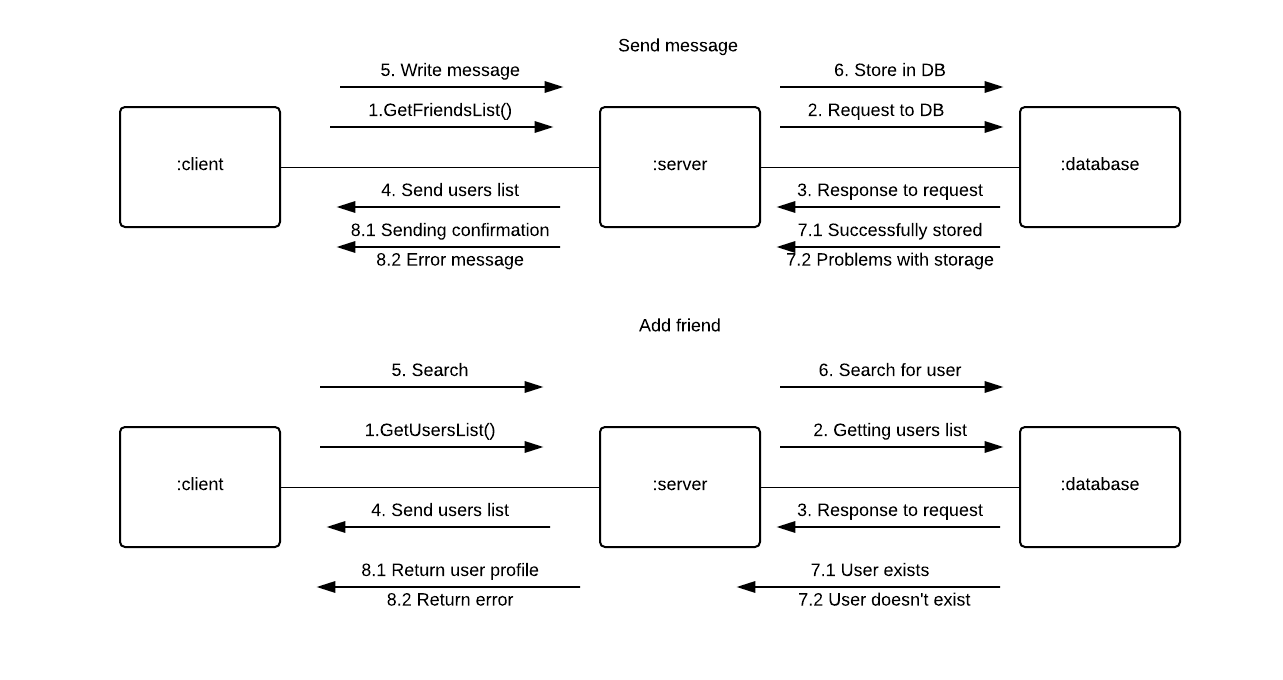 Send message
5. Write message
6. Store in DB
1.GetFriendsList()
2. Request to DB
:client
:server
:database
4. Send users list
3. Response to request
8.1 Sending confirmation
7.1 Successfully stored
8.2 Error message
7.2 Problems with storage
Add friend
5. Search
6. Search for user
1.GetUsersList()
2. Getting users list
:client
:server
:database
4. Send users list
3. Response to request
8.1 Return user profile
7.1 User exists
8.2 Return error
7.2 User doesn't exist